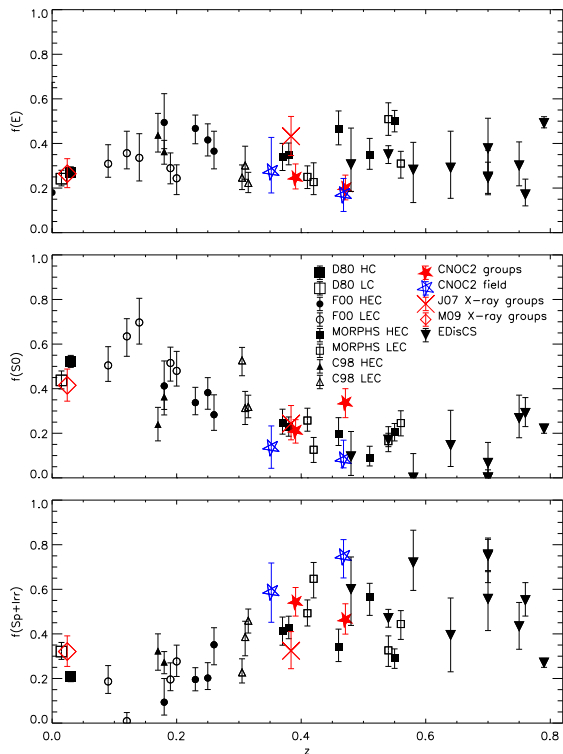 1.0
0.8
0.6
f(E)
0.4
0.2
0.0
1.0
0.8
0.6
f(S0)
0.4
0.2
0.0
D80 HC
D80 LC
F00 HEC
F00 LEC
MORPHS HEC
MORPHS LEC
C98 HEC
C98 LEC
CNOC2 groups
CNOC2 field
J07 X-ray groups
M09 X-ray groups
EDisCS
1.0
0.8
0.6
f(Sp+Irr)
0.4
0.2
0.0
0.0 0.2 0.4 0.6 0.8
z